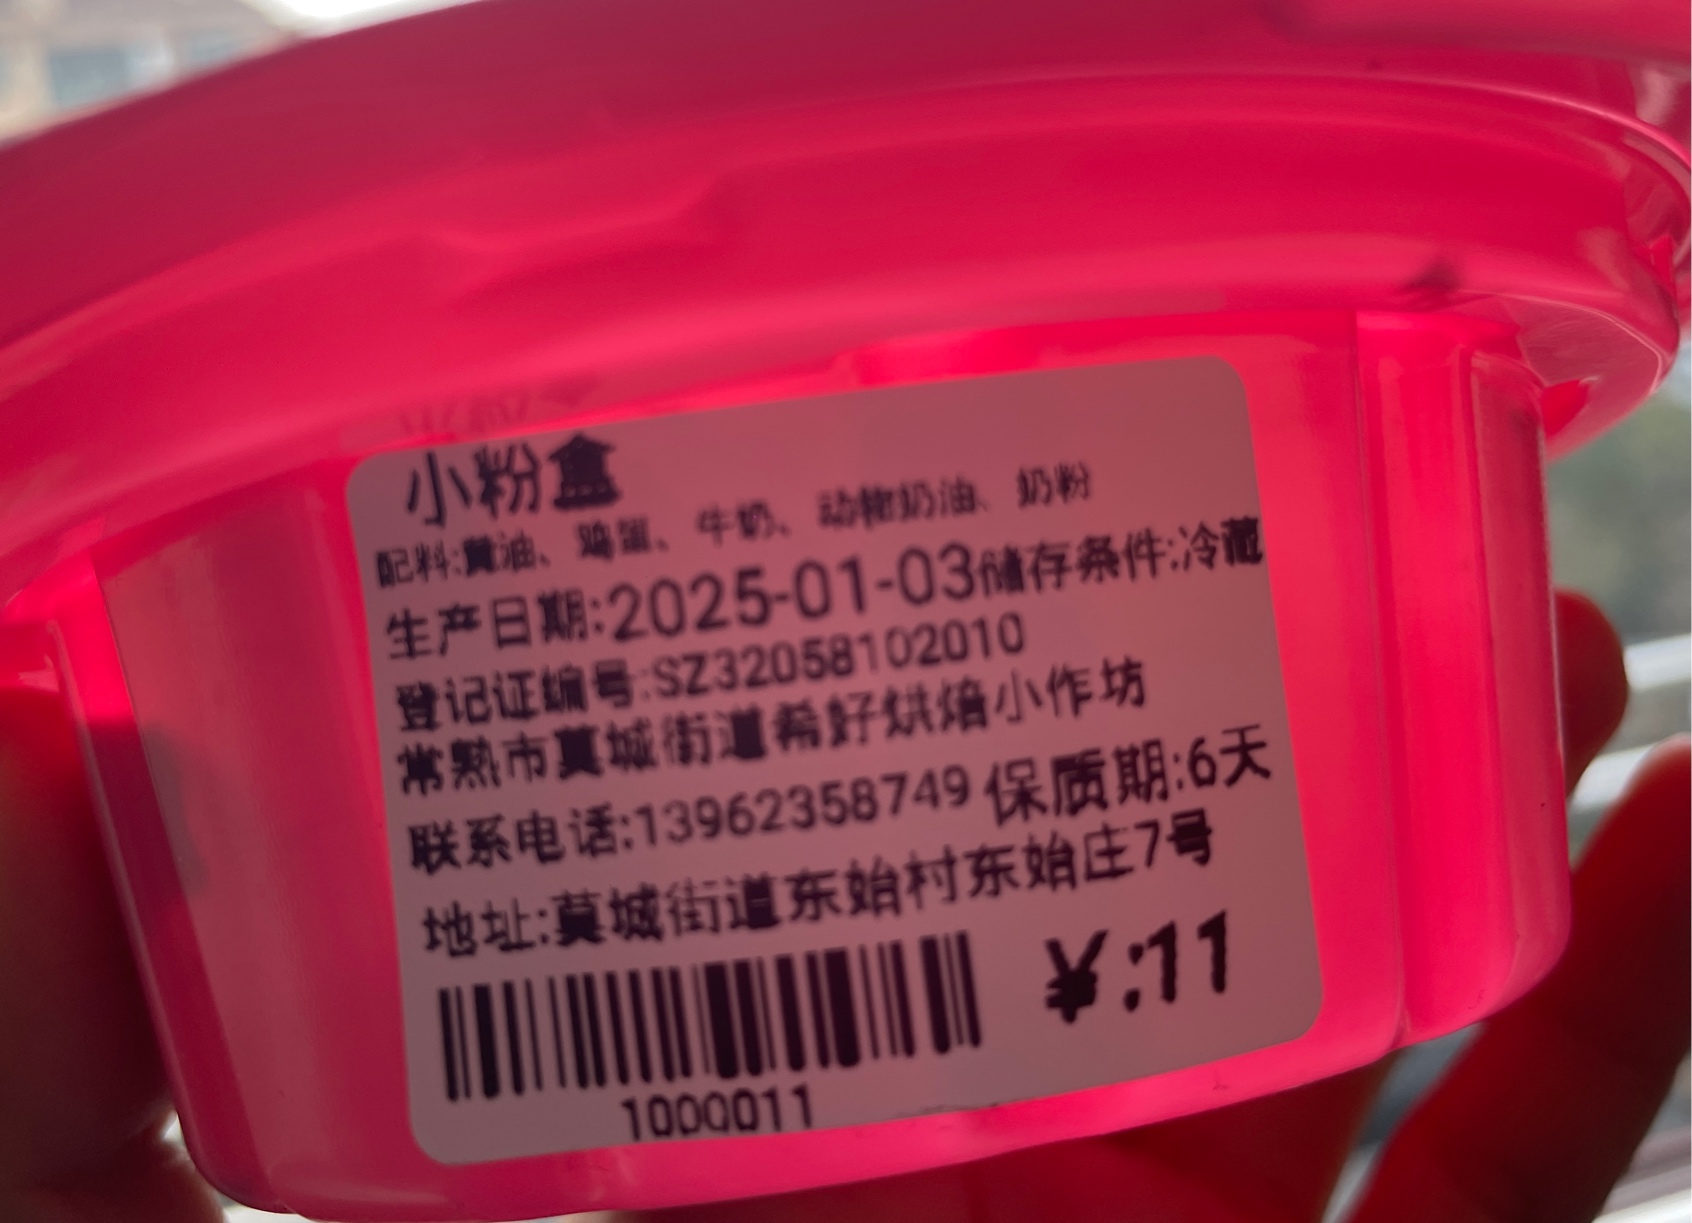 小粉盒
配料:黄油、鸡蛋、牛奶、动物奶油、奶粉
生产日期:2025-01-03储存条件:冷藏
登记证编号:SZ32058102010
常熟市莫城街道希好烘焙小作坊
联系电话:13962358749 保质期:6天
地址:莫城街道东始村东始庄7号
¥:11
1000011